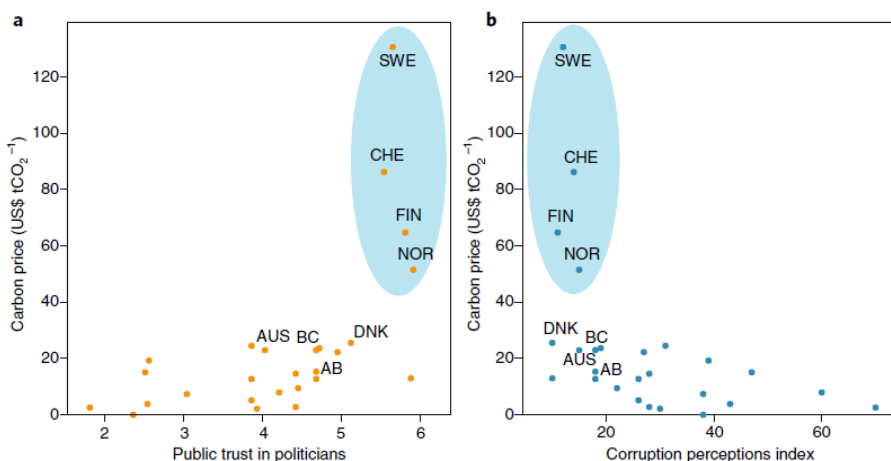 a
SWE
CHE
FIN
NOR
AUS
BC
DNK
AB
120
100
80
60
40
20
0
Carbon price (US$ tCO₂⁻¹)
2 3 4 5 6
Public trust in politicians
b
SWE
CHE
FIN
NOR
DNK
BC
AUS
AB
120
100
80
60
40
20
0
Carbon price (US$ tCO₂⁻¹)
20 40 60
Corruption perceptions index